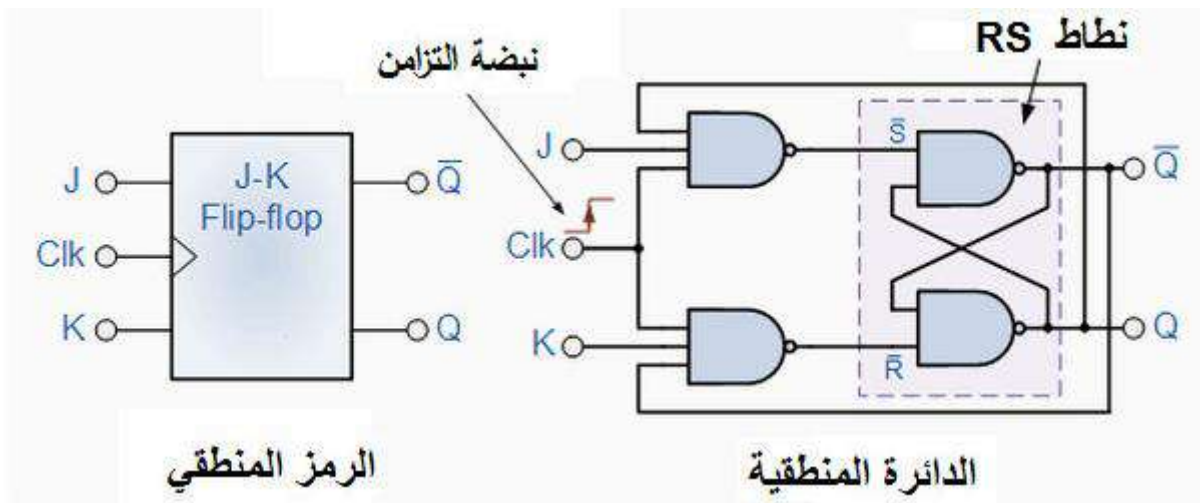 نبضة التزامن
نطاط RS
J
Clk
K
J-K
Flip-flop
Q̅
Q
J
Clk
K
S̅
R̅
Q̅
Q
الرمز المنطقي
الدائرة المنطقية